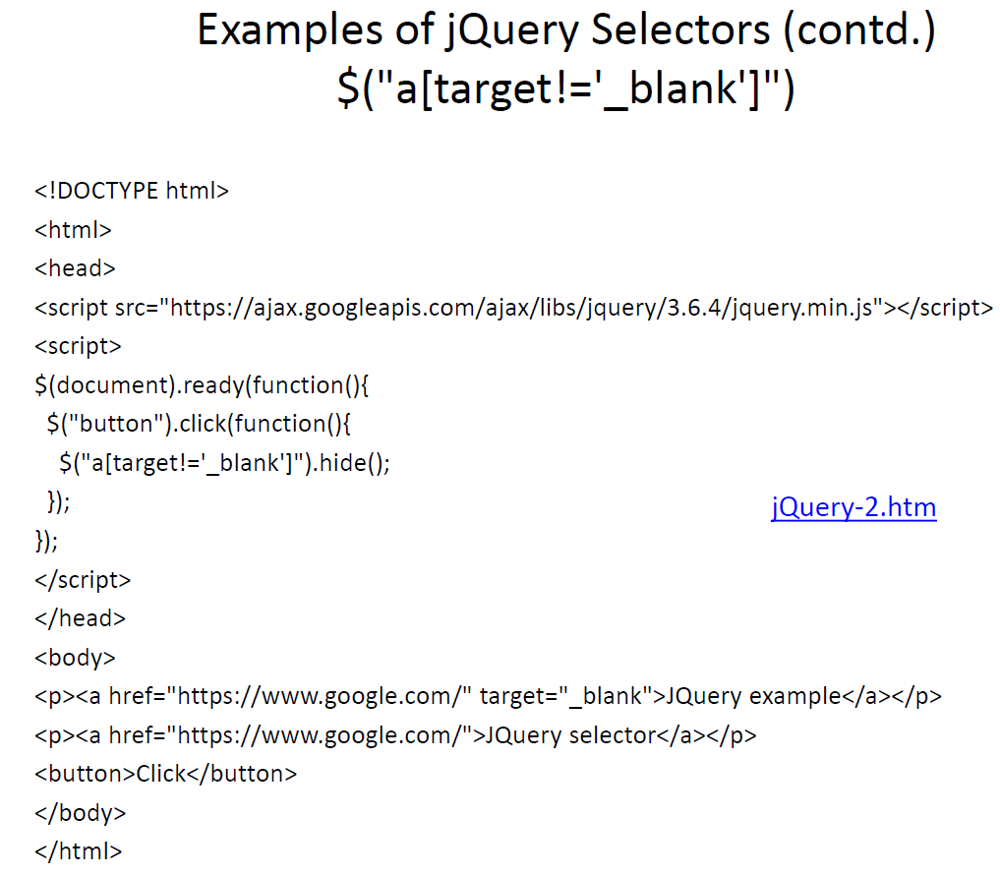 Examples of jQuery Selectors (contd.)
$("a[target!='_blank']")
<!DOCTYPE html>
<html>
<head>
<script src="https://ajax.googleapis.com/ajax/libs/jquery/3.6.4/jquery.min.js"></script>
<script>
$(document).ready(function(){
  $("button").click(function(){
    $("a[target!='_blank']").hide();
  });
jQuery-2.htm
});
</script>
</head>
<body>
<p><a href="https://www.google.com/" target="_blank">JQuery example</a></p>
<p><a href="https://www.google.com/">JQuery selector</a></p>
<button>Click</button>
</body>
</html>